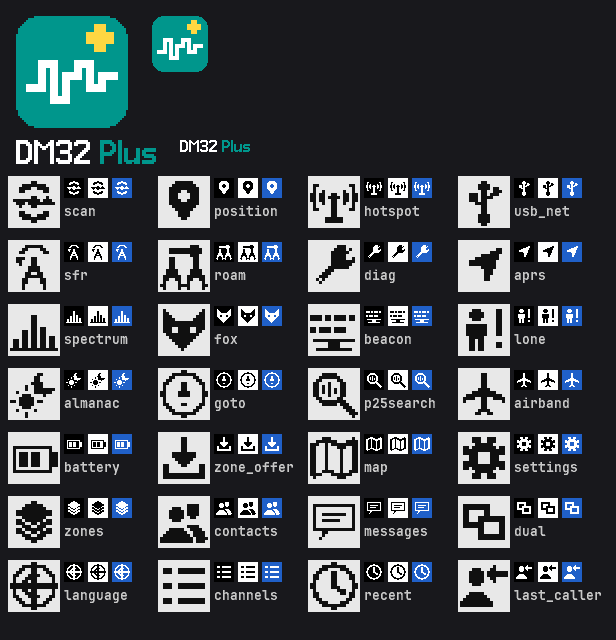 DM32 Plus DM32 Plus
scan position hotspot usb_net
sfr roam diag aprs
spectrum fox beacon lone
almanac goto p25search airband
battery zone_offer map settings
zones contacts messages dual
language channels recent last_caller